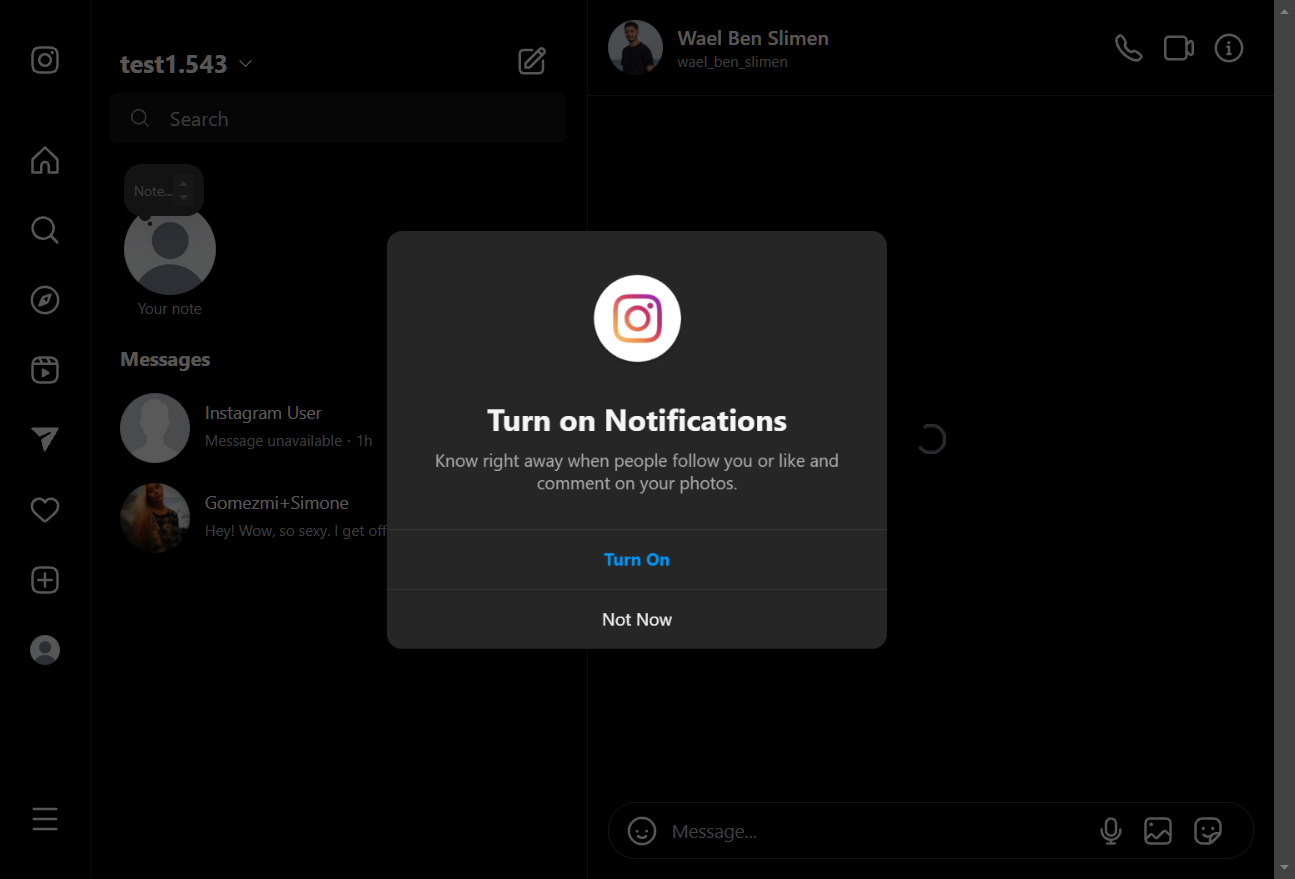 test1.543
Search
Note...
Your note
Messages
Instagram User
Message unavailable · 1h
Gomezmi+Simone
Hey! Wow, so sexy. I get off
Wael Ben Slimen
wael_ben_slimen
Turn on Notifications
Know right away when people follow you or like and
comment on your photos.
Turn On
Not Now
Message...